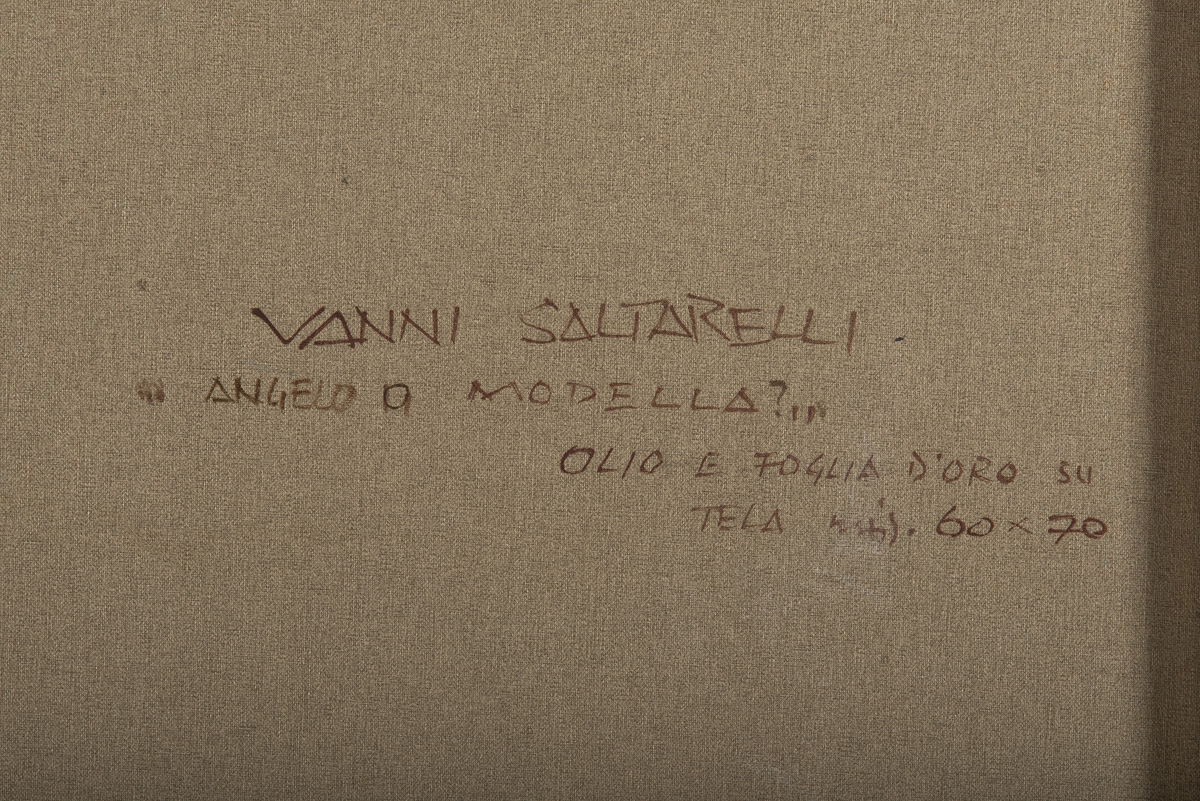 VANNI SALTARELLI.
" ANGELO O MODELLA?..."
OLIO E FOGLIA D'ORO SU
TELA 60 x 70